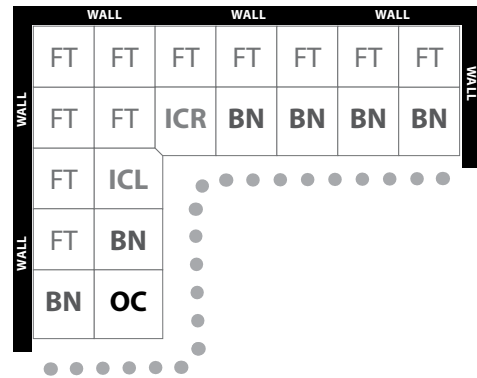 WALL WALL WALL
FT FT FT FT FT FT FT
WALL
WALL
FT FT ICR BN BN BN BN
FT ICL
FT BN
WALL
BN OC